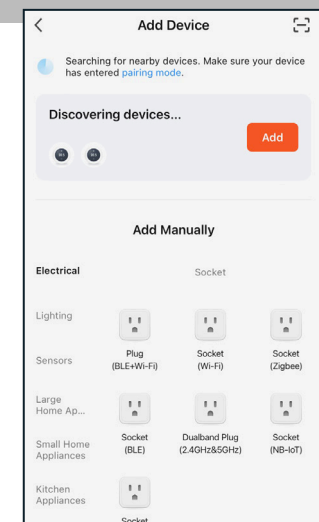 Add Device
Searching for nearby devices. Make sure your device
has entered pairing mode.
Discovering devices...
Add
Add Manually
Electrical
Socket
Lighting
Plug
(BLE+Wi-Fi)
Socket
(Wi-Fi)
Socket
(Zigbee)
Sensors
Large
Home Ap...
Socket
(BLE)
Dualband Plug
(2.4GHz&5GHz)
Socket
(NB-IoT)
Small Home
Appliances
Kitchen
Appliances
Socket